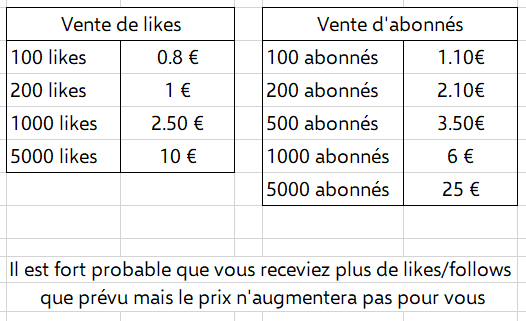 Vente de likes
100 likes 0.8 €
200 likes 1 €
1000 likes 2.50 €
5000 likes 10 €
Vente d'abonnés
100 abonnés 1.10€
200 abonnés 2.10€
500 abonnés 3.50€
1000 abonnés 6 €
5000 abonnés 25 €
Il est fort probable que vous receviez plus de likes/follows
que prévu mais le prix n'augmentera pas pour vous